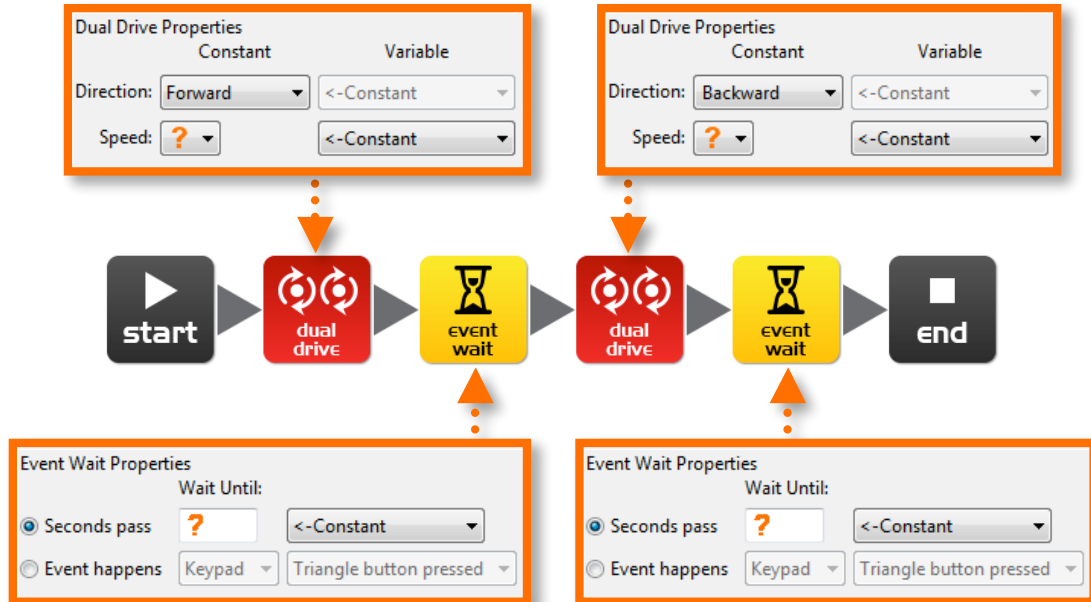 Dual Drive Properties
Constant Variable
Direction: Forward <-Constant
Speed: ? <-Constant
Dual Drive Properties
Constant Variable
Direction: Backward <-Constant
Speed: ? <-Constant
start
dual
drive
event
wait
dual
drive
event
wait
end
Event Wait Properties
Wait Until:
Seconds pass ? <-Constant
Event happens Keypad Triangle button pressed
Event Wait Properties
Wait Until:
Seconds pass ? <-Constant
Event happens Keypad Triangle button pressed